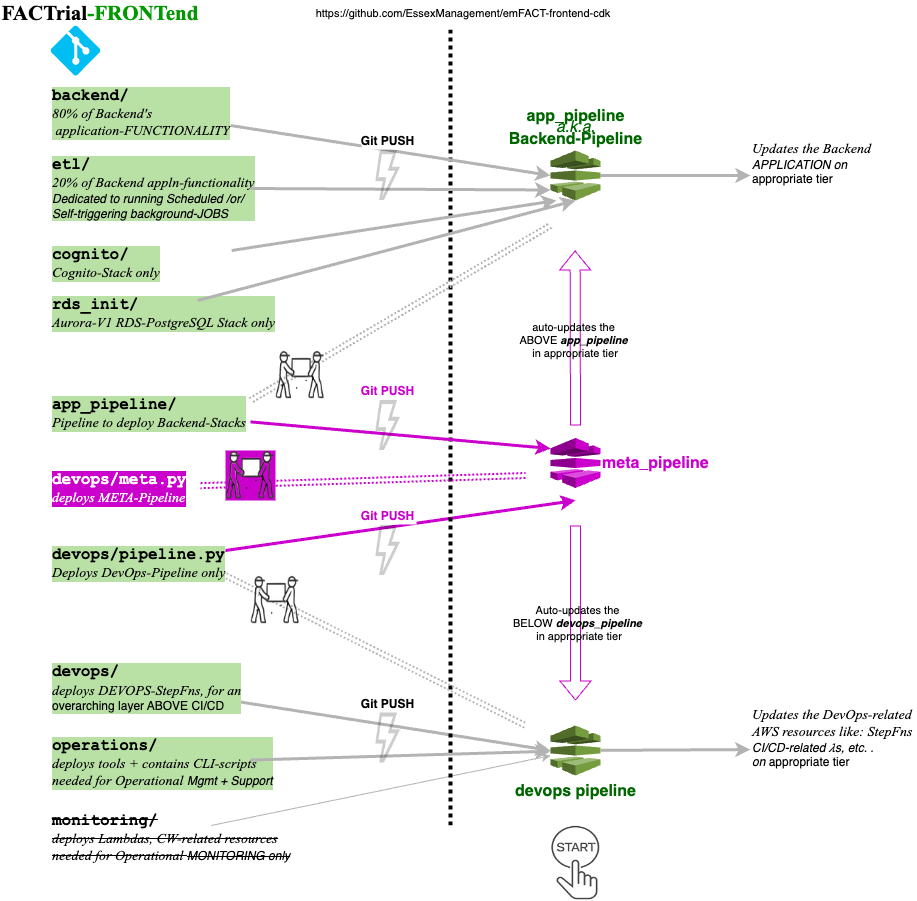 FACTrial-FRONTend
https://github.com/EssexManagement/emFACT-frontend-cdk
backend/
80% of Backend's
application-FUNCTIONALITY
Git PUSH
app_pipeline
a.k.a.
Backend-Pipeline
Updates the Backend
APPLICATION on
appropriate tier
etl/
20% of Backend appln-functionality
Dedicated to running Scheduled /or/
Self-triggering background-JOBS
cognito/
Cognito-Stack only
rds_init/
Aurora-V1 RDS-PostgreSQL Stack only
auto-updates the
ABOVE app_pipeline
in appropriate tier
Git PUSH
app_pipeline/
Pipeline to deploy Backend-Stacks
meta_pipeline
devops/meta.py
deploys META-Pipeline
Git PUSH
devops/pipeline.py
Deploys DevOps-Pipeline only
Auto-updates the
BELOW devops_pipeline
in appropriate tier
devops/
deploys DEVOPS-StepFns, for an
overarching layer ABOVE CI/CD
Git PUSH
Updates the DevOps-related
AWS resources like: StepFns
CI/CD-related λs, etc. .
on appropriate tier
operations/
deploys tools + contains CLI-scripts
needed for Operational Mgmt + Support
devops pipeline
monitoring/
deploys Lambdas, CW-related resources
needed for Operational MONITORING only
START